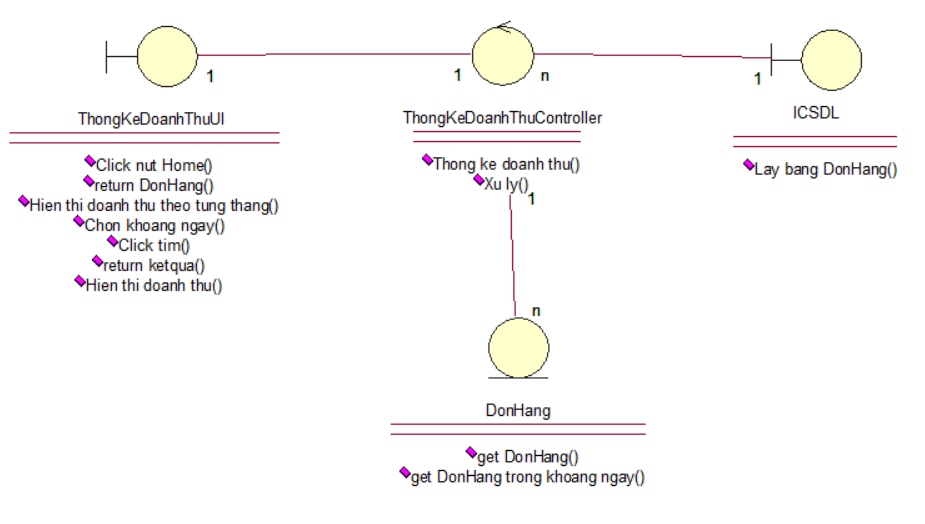 1
1
n
1
ThongKeDoanhThuUI
ThongKeDoanhThuController
ICSDL
Click nut Home()
return DonHang()
Hien thi doanh thu theo tung thang()
Chon khoang ngay()
Click tim()
return ketqua()
Hien thi doanh thu()
Thong ke doanh thu()
Xu ly()
1
Lay bang DonHang()
n
DonHang
get DonHang()
get DonHang trong khoang ngay()